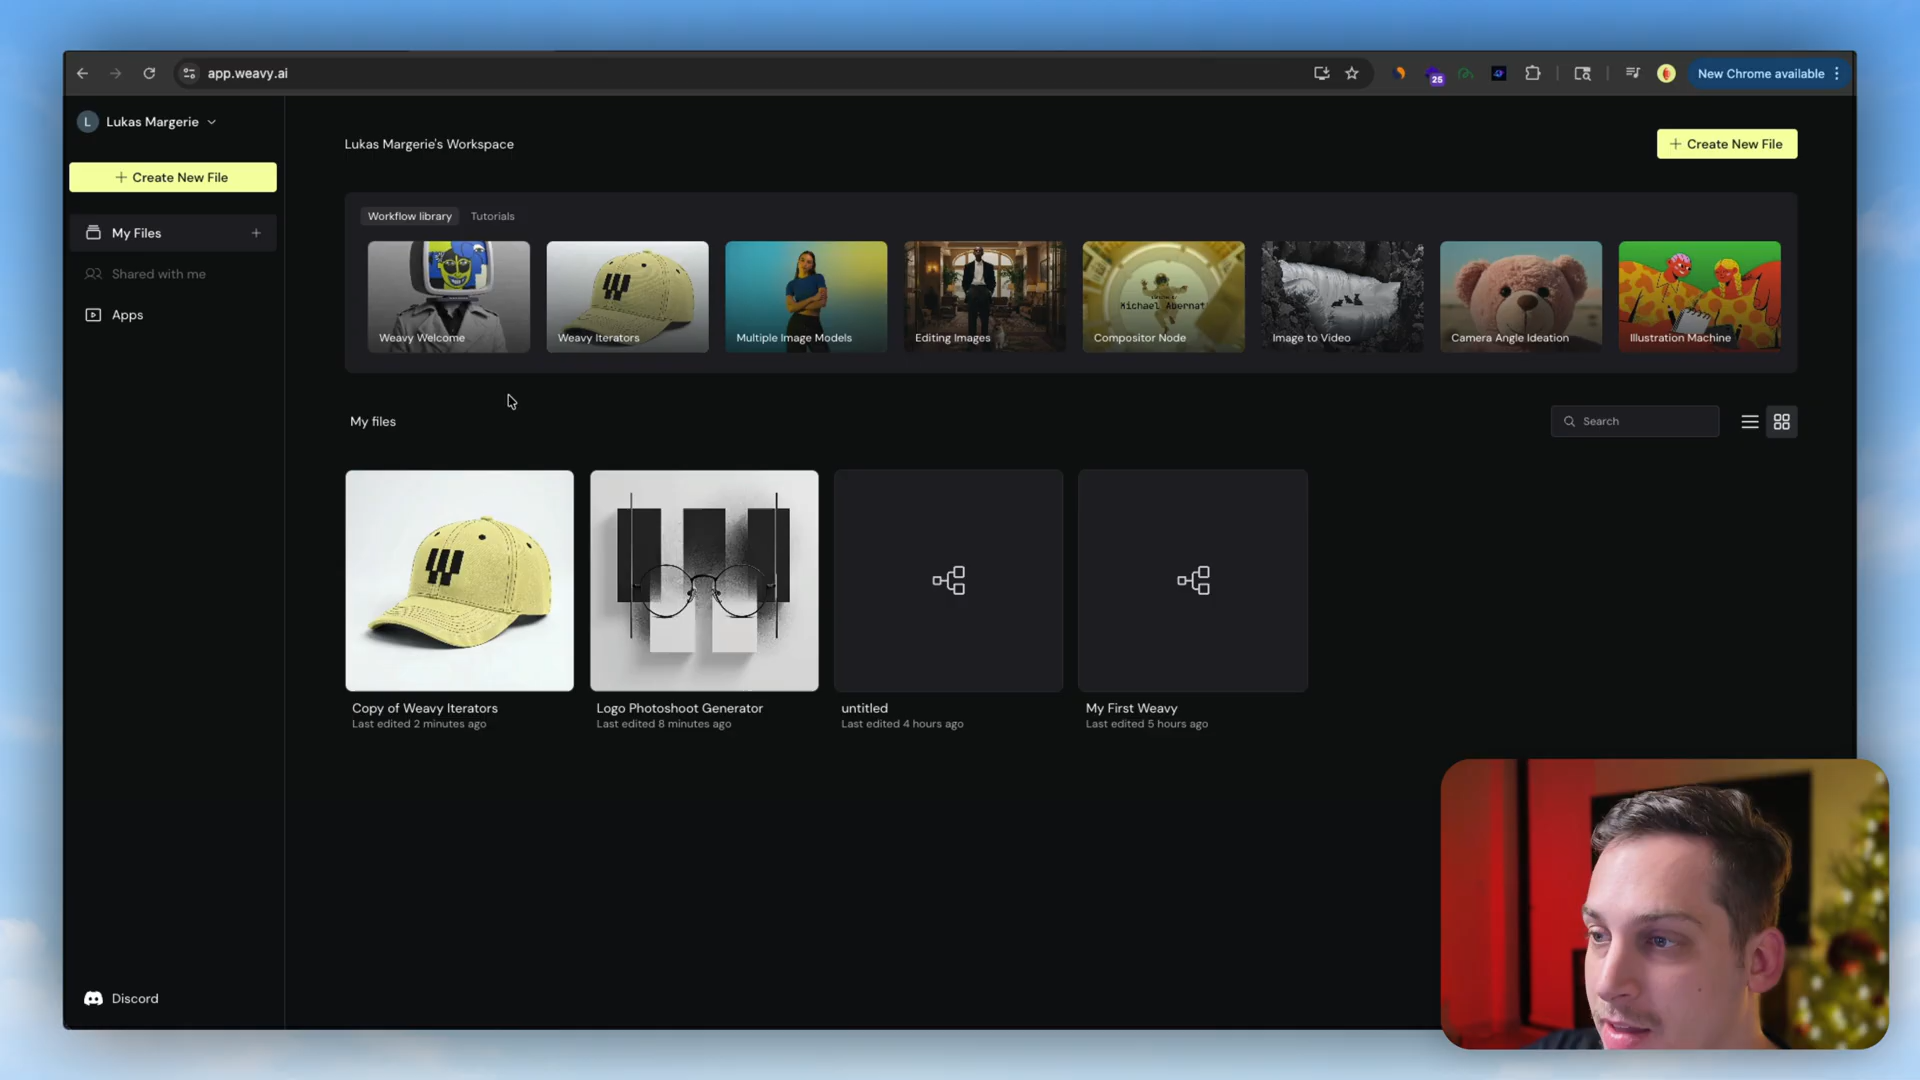 app.weavy.ai
25
New Chrome available
L Lukas Margerie
Lukas Margerie's Workspace
+ Create New File
+ Create New File
Workflow library
Tutorials
My Files +
Shared with me
Apps
Weavy Welcome
Weavy Iterators
Multiple Image Models
Editing Images
Michael Abernat
Compositor Node
Image to Video
Camera Angle Ideation
Illustration Machine
My files
Search
W
Copy of Weavy Iterators
Last edited 2 minutes ago
Logo Photoshoot Generator
Last edited 8 minutes ago
untitled
Last edited 4 hours ago
My First Weavy
Last edited 5 hours ago
Discord